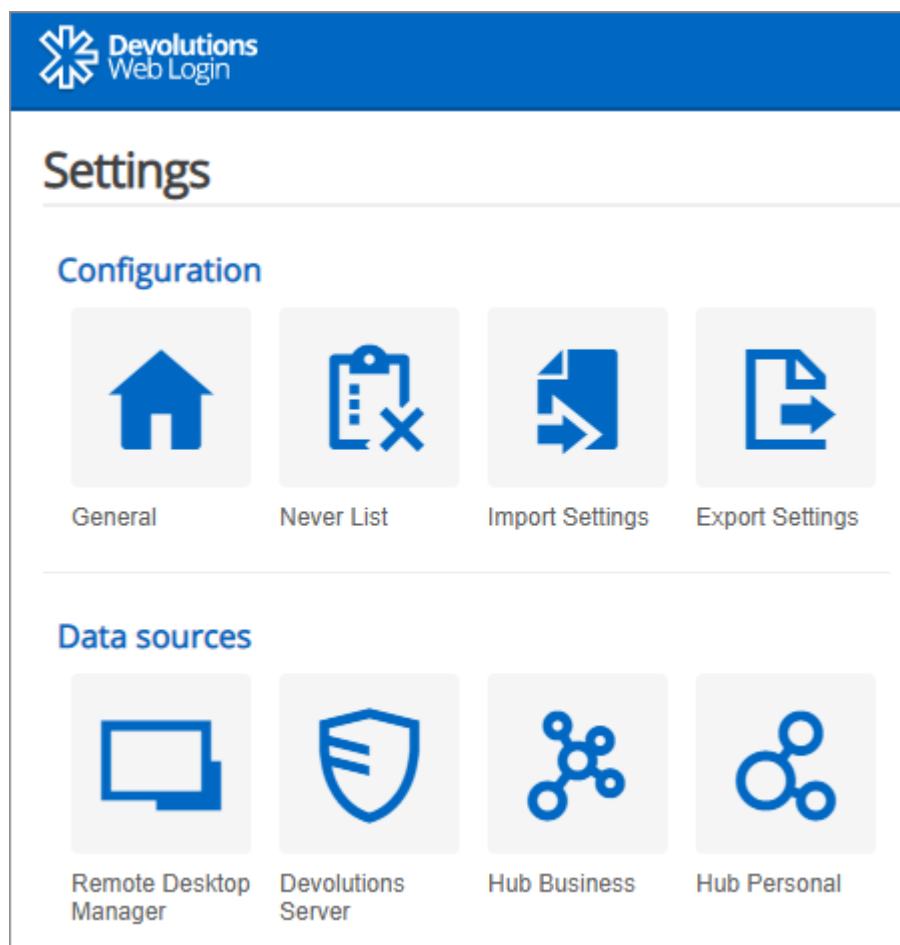 Devolutions
Web Login
Settings
Configuration
General
Never List
Import Settings
Export Settings
Data sources
Remote Desktop
Manager
Devolutions
Server
Hub Business
Hub Personal